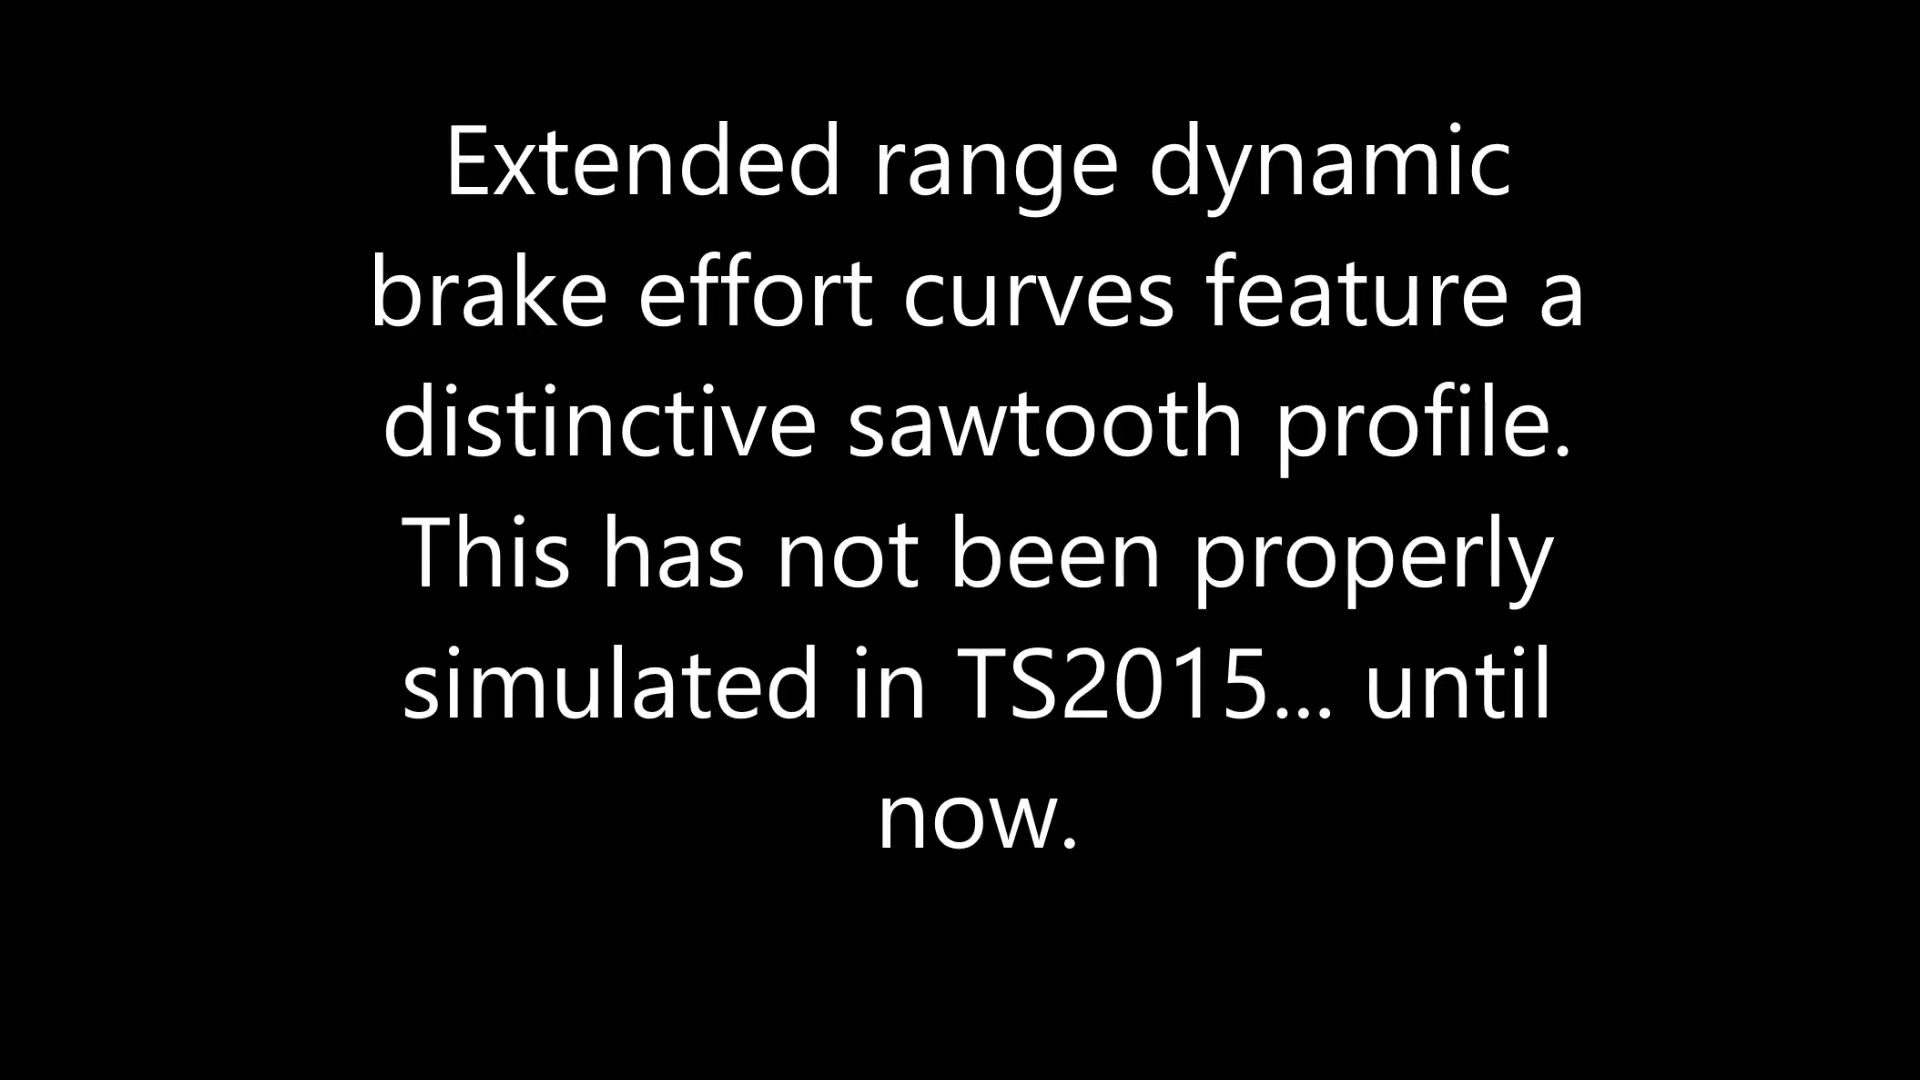 Extended range dynamic
brake effort curves feature a
distinctive sawtooth profile.
This has not been properly
simulated in TS2015... until
now.